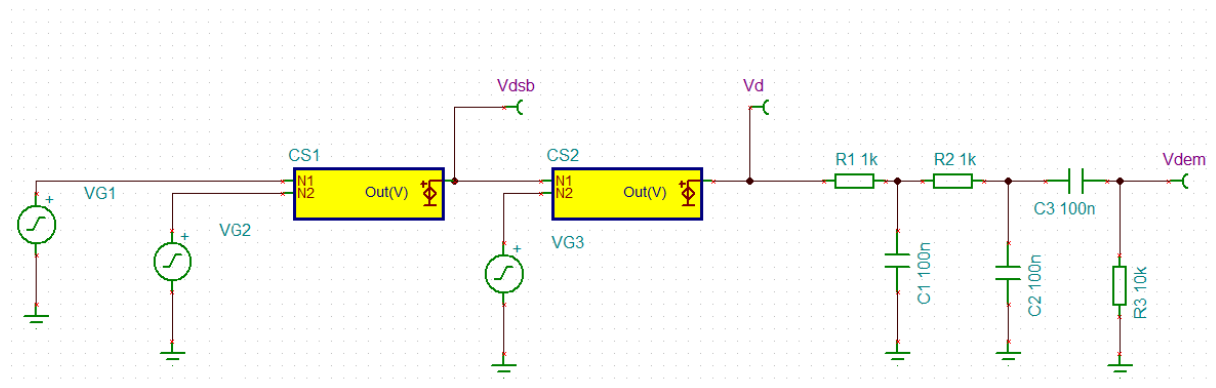 Vdsb
Vd
CS1
CS2
R1 1k
R2 1k
Vdem
N1
N2
Out(V)
N1
N2
Out(V)
VG1
C3 100n
VG2
VG3
C1 100n
C2 100n
R3 10k